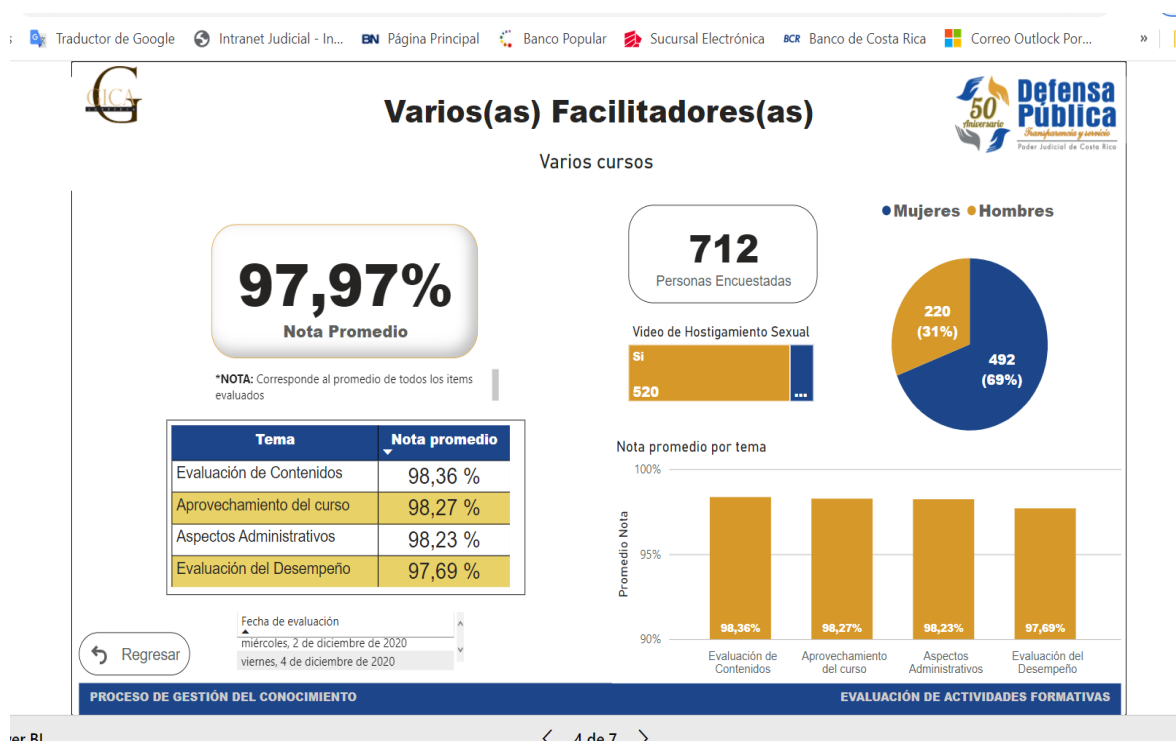 Traductor de Google
Intranet Judicial - In...
BN Página Principal
Banco Popular
Sucursal Electrónica
BCR Banco de Costa Rica
Correo Outlock Por...
»
GICA
Varios(as) Facilitadores(as)
Varios cursos
50
Aniversario
Defensa
Pública
Transparencia y servicio
Poder Judicial de Costa Rica
97,97%
Nota Promedio
*NOTA: Corresponde al promedio de todos los items
evaluados
712
Personas Encuestadas
Mujeres Hombres
220
(31%)
492
(69%)
Video de Hostigamiento Sexual
Si
520
...
Tema Nota promedio
Evaluación de Contenidos 98,36 %
Aprovechamiento del curso 98,27 %
Aspectos Administrativos 98,23 %
Evaluación del Desempeño 97,69 %
Nota promedio por tema
100%
95%
90%
Promedio Nota
98,36%
98,27%
98,23%
97,69%
Evaluación de
Contenidos
Aprovechamiento
del curso
Aspectos
Administrativos
Evaluación del
Desempeño
Fecha de evaluación
miércoles, 2 de diciembre de 2020
viernes, 4 de diciembre de 2020
Regresar
PROCESO DE GESTIÓN DEL CONOCIMIENTO
EVALUACIÓN DE ACTIVIDADES FORMATIVAS
4 de 7